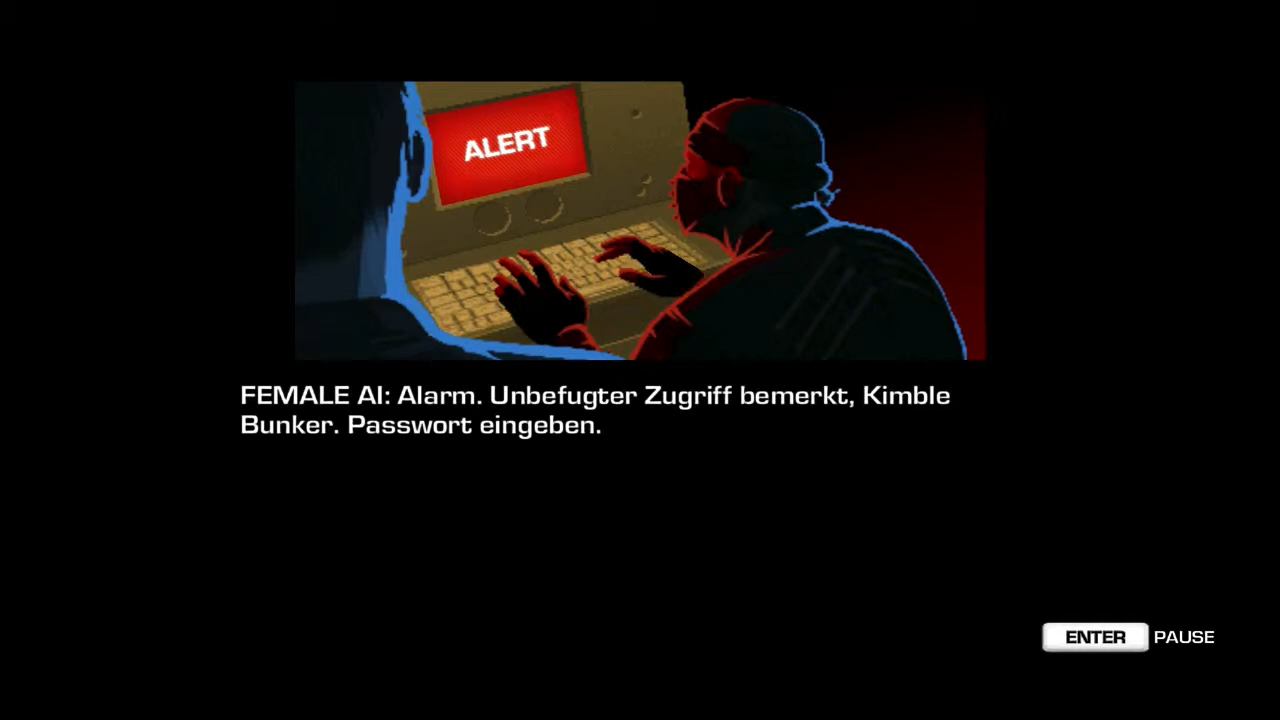 ALERT
FEMALE AI: Alarm. Unbefugter Zugriff bemerkt, Kimble
Bunker. Passwort eingeben.
ENTER PAUSE